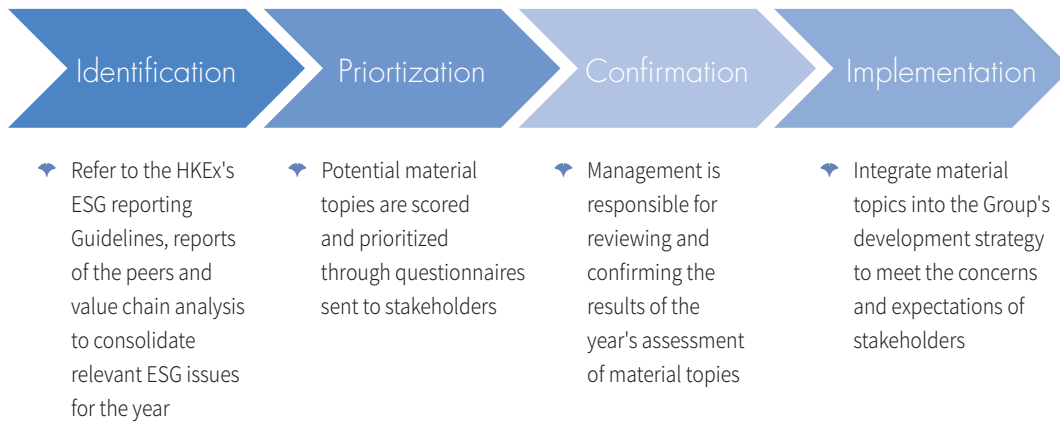 Identification
Priortization
Confirmation
Implementation
Refer to the HKEx's
ESG reporting
Guidelines, reports
of the peers and
value chain analysis
to consolidate
relevant ESG issues
for the year
Potential material
topies are scored
and prioritized
through questionnaires
sent to stakeholders
Management is
responsible for
reviewing and
confirming the
results of the
year's assessment
of material topies
Integrate material
topics into the Group's
development strategy
to meet the concerns
and expectations of
stakeholders